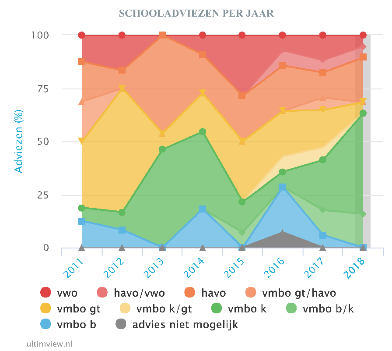 SCHOOLADVIEZEN PER JAAR
Adviezen (%)
100
75
50
25
0
2011 2012 2013 2014 2015 2016 2017 2018
vwo havo/vwo havo vmbo gt/havo
vmbo gt vmbo k/gt vmbo k vmbo b/k
vmbo b advies niet mogelijk
ultimview.nl